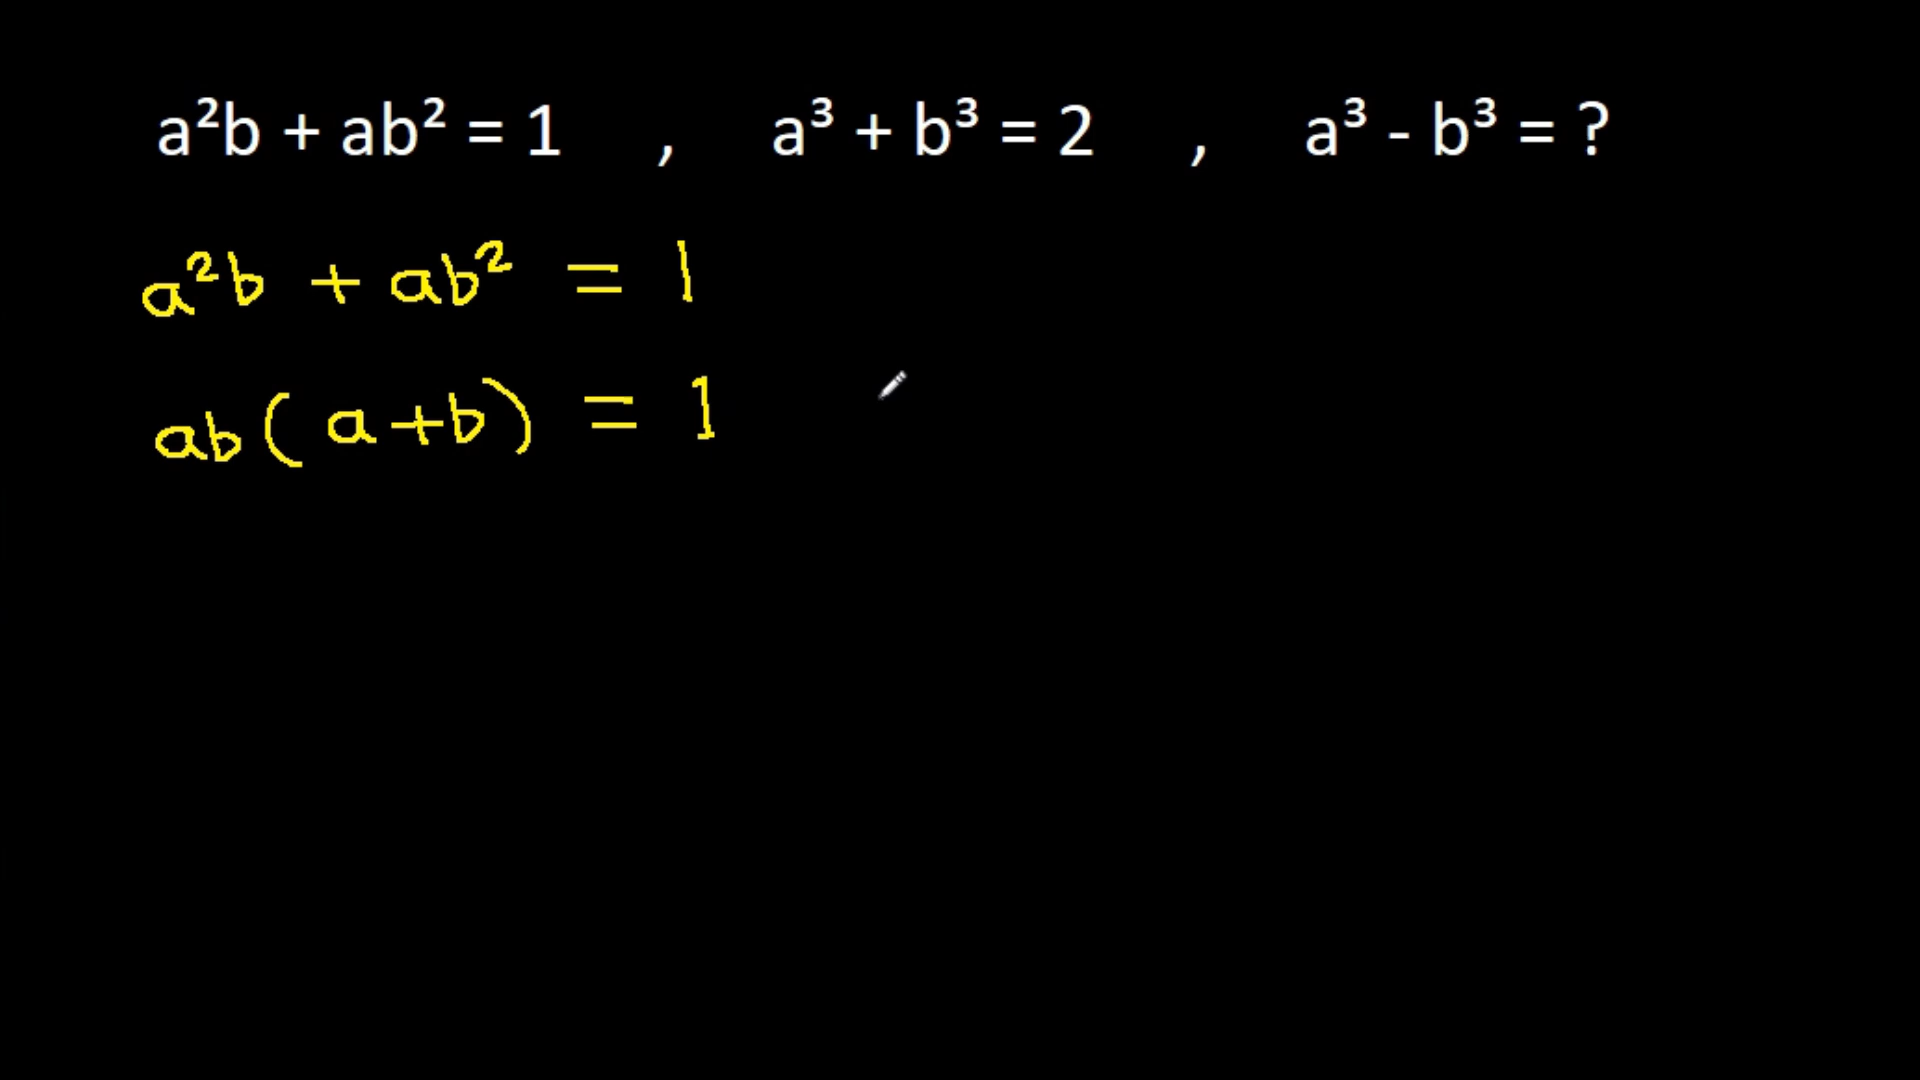 a²b + ab² = 1 , a³ + b³ = 2 , a³ - b³ = ?
a²b + ab² = 1
ab(a+b) = 1